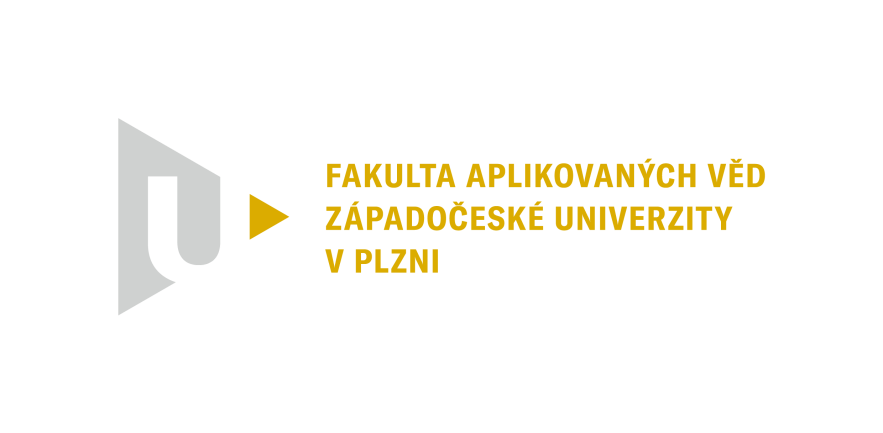 FAKULTA APLIKOVANÝCH VĚD
ZÁPADOČESKÉ UNIVERZITY
V PLZNI